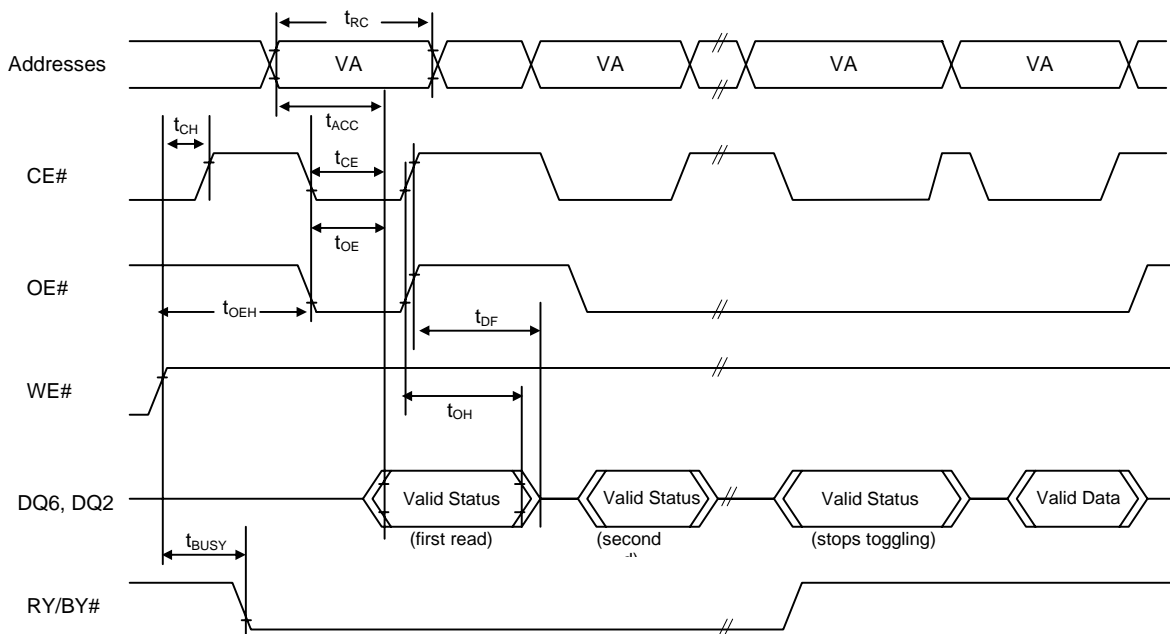 tRC
Addresses VA VA VA VA
tACC
tCH
tCE
CE#
tOE
OE#
tOEH
tDF
WE#
tOH
DQ6, DQ2 Valid Status Valid Status Valid Status Valid Data
(first read) (second (stops toggling)
tBUSY
RY/BY#